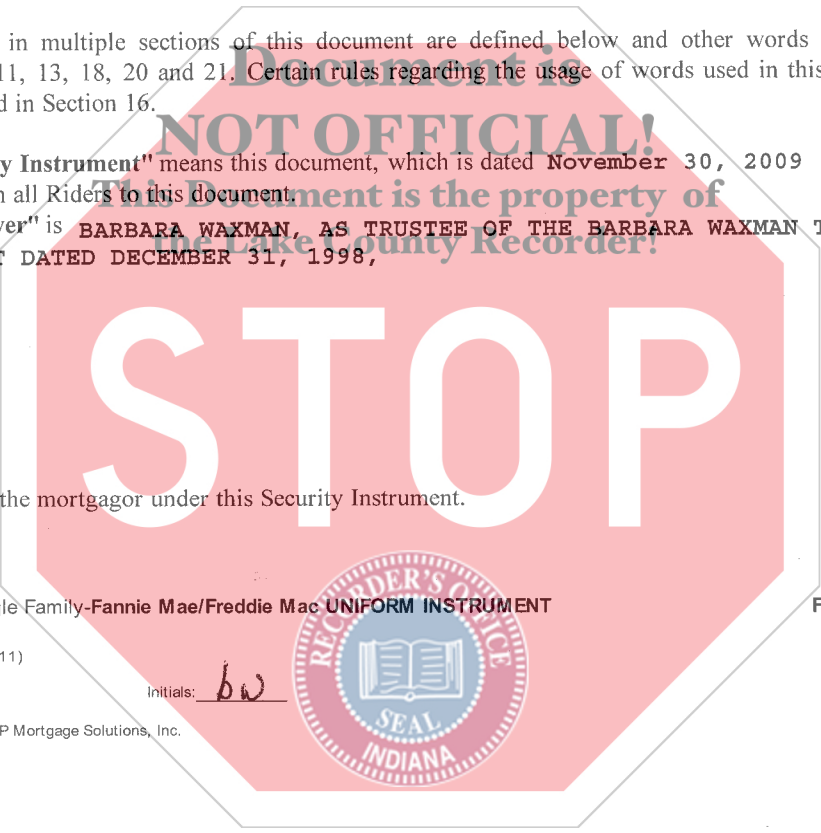 in multiple sections of this document are defined below and other words
11, 13, 18, 20 and 21. Certain rules regarding the usage of words used in this
d in Section 16.
Document is
NOT OFFICIAL!
This Document is the property of
the Lake County Recorder!
y Instrument" means this document, which is dated November 30, 2009
n all Riders to this document.
ver" is BARBARA WAXMAN, AS TRUSTEE OF THE BARBARA WAXMAN T
T DATED DECEMBER 31, 1998,
STOP
the mortgagor under this Security Instrument.
le Family-Fannie Mae/Freddie Mac UNIFORM INSTRUMENT F
11)
Initials: bw
P Mortgage Solutions, Inc.
RECORDER'S OFFICE
SEAL
INDIANA